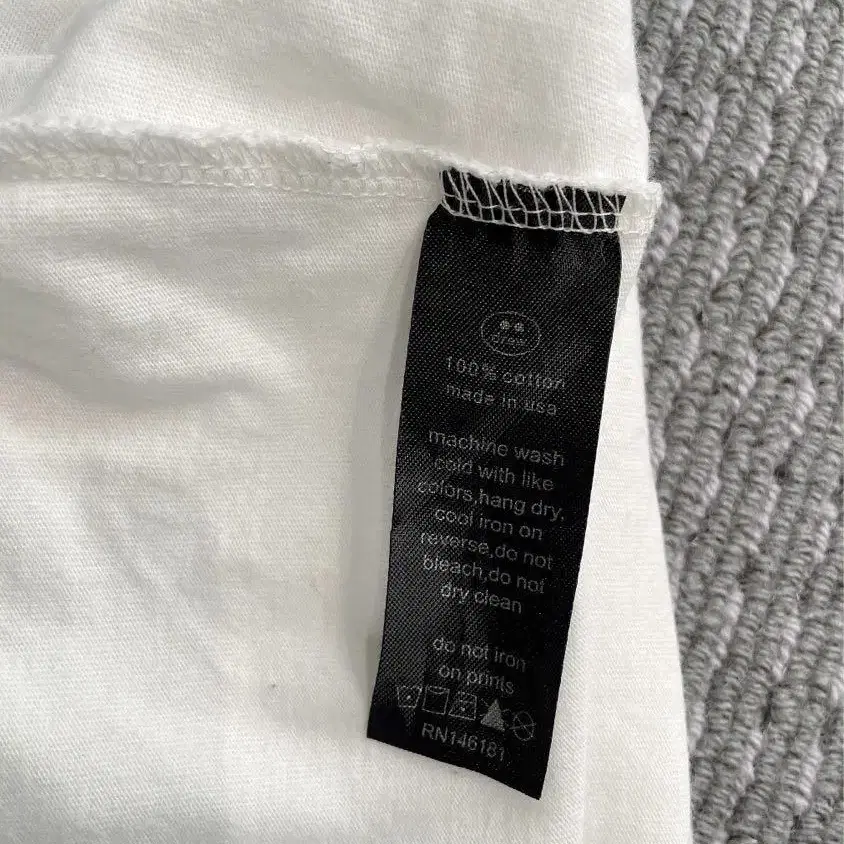 drew
100% cotton
made in usa
machine wash
cold with like
colors,hang dry,
cool iron on
reverse,do not
bleach,do not
dry clean
do not iron
on prints
RN146181